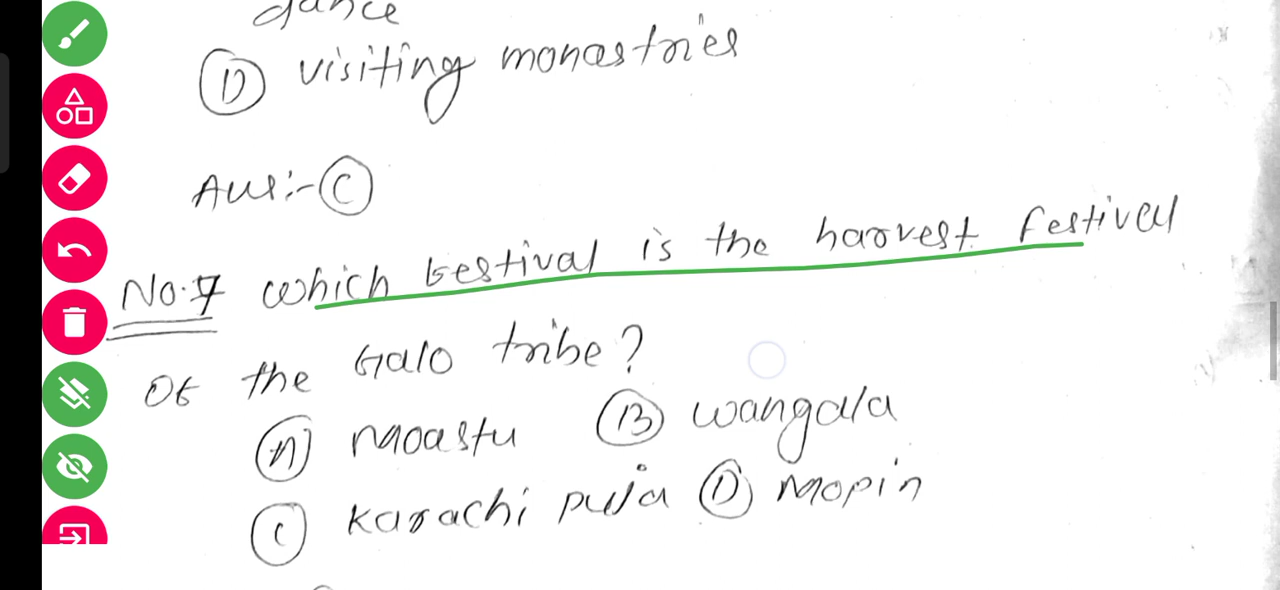 dance
D visiting monastries
Ans:- C
No.7 which festival is the harvest festival
Of the Galo tribe?
A Moastu B wangala
C Karachi puja D Mopin